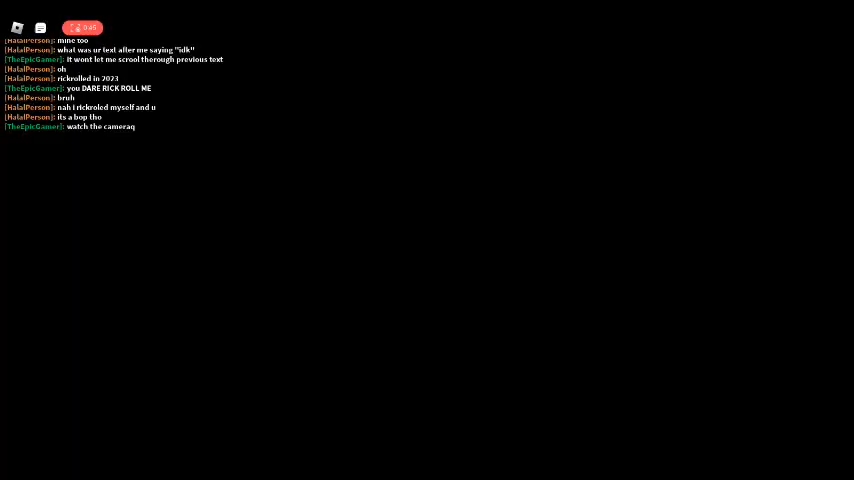 0:45
[HalalPerson]: mine too
[HalalPerson]: what was ur text after me saying "idk"
[TheEpicGamer]: it wont let me scrool therough previous text
[HalalPerson]: oh
[HalalPerson]: rickrolled in 2023
[TheEpicGamer]: you DARE RICK ROLL ME
[HalalPerson]: bruh
[HalalPerson]: nah i rickroled myself and u
[HalalPerson]: its a bop tho
[TheEpicGamer]: watch the cameraq